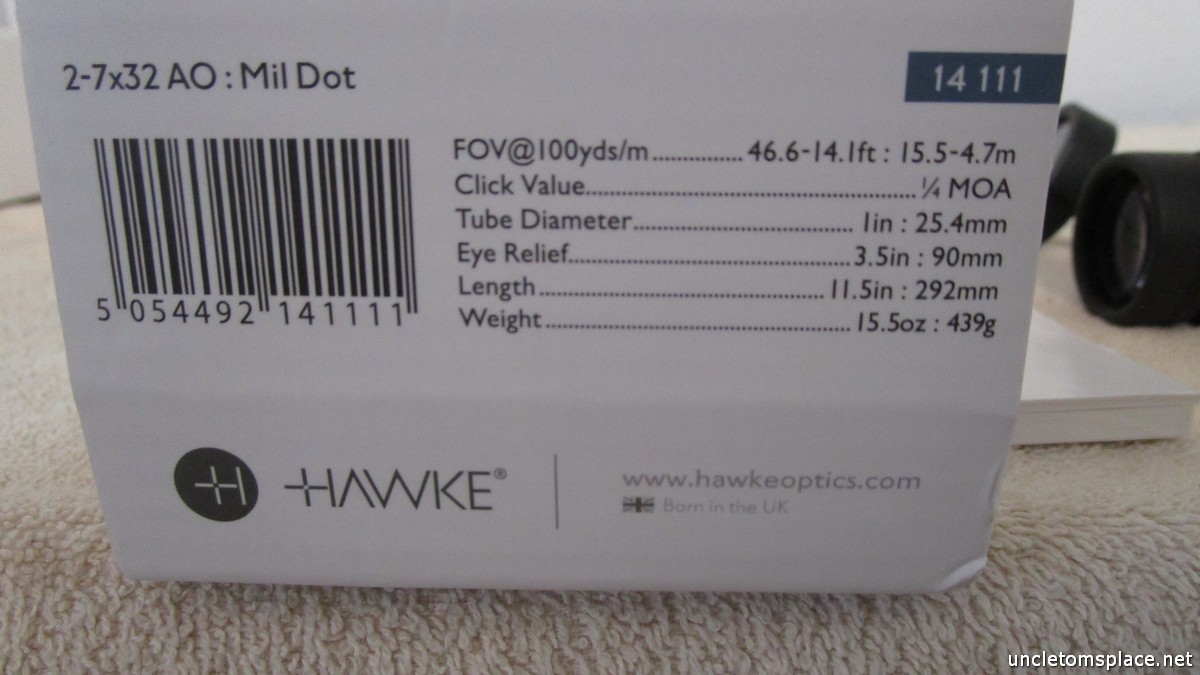 2-7x32 AO : Mil Dot
14 111
FOV@100yds/m............... 46.6-14.1ft : 15.5-4.7m
Click Value...................................................... ¼ MOA
Tube Diameter.................................... 1in : 25.4mm
Eye Relief.............................................. 3.5in : 90mm
Length............................................... 11.5in : 292mm
Weight.................................................. 15.5oz : 439g
5 054492 141111
HAWKE®
www.hawkeoptics.com
Born in the UK
uncletomsplace.net